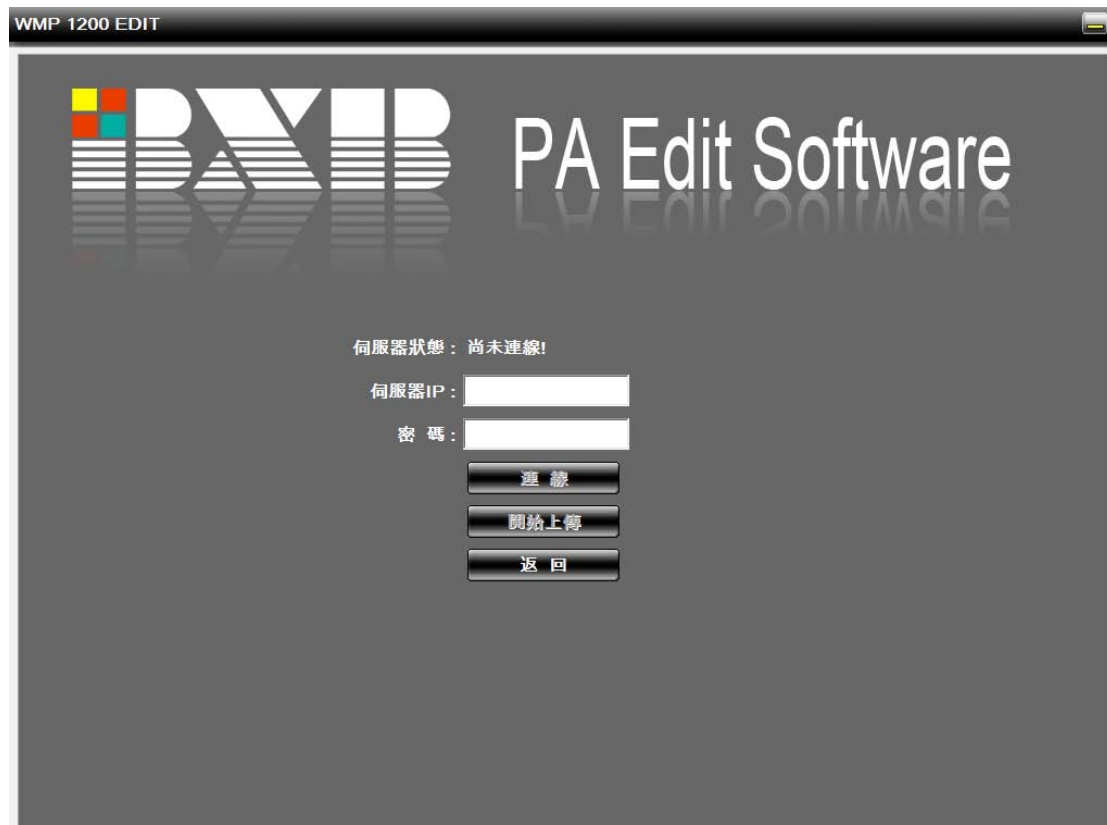 WMP 1200 EDIT
BXB
PA Edit Software
伺服器狀態：尚未連線!
伺服器IP：
密 碼：
連 線
開始上傳
返 回